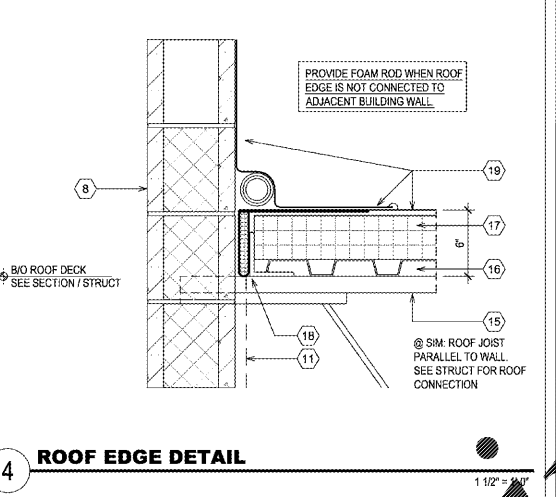 PROVIDE FOAM ROD WHEN ROOF
EDGE IS NOT CONNECTED TO
ADJACENT BUILDING WALL.
19
8
17
6"
B/O ROOF DECK
SEE SECTION / STRUCT
16
15
18
@ SIM: ROOF JOIST
PARALLEL TO WALL.
SEE STRUCT FOR ROOF
CONNECTION
11
4
ROOF EDGE DETAIL
1 1/2" = 1'-0"